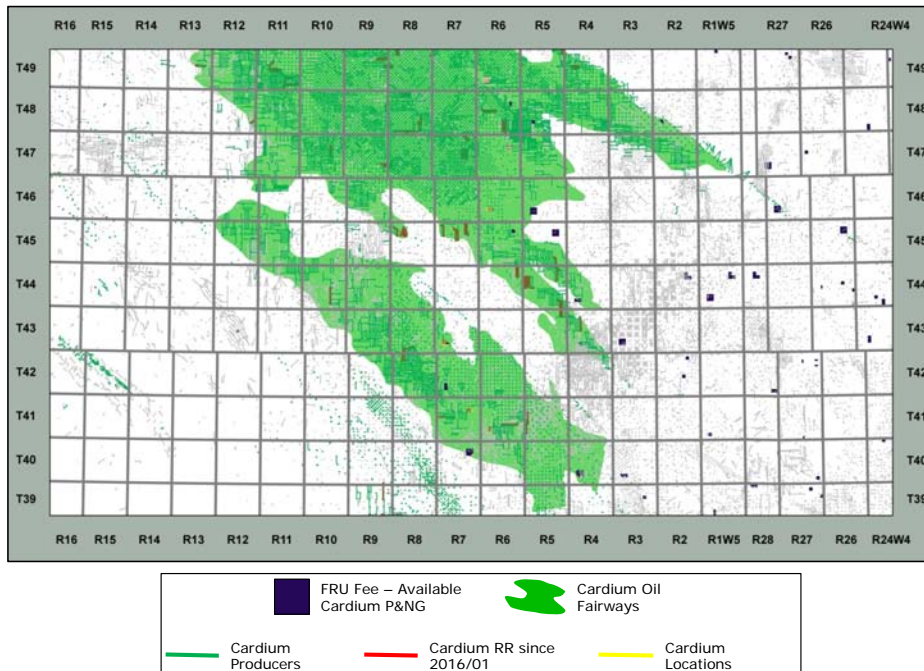 R16 R15 R14 R13 R12 R11 R10 R9 R8 R7 R6 R5 R4 R3 R2 R1W5 R27 R26 R24W4
T49 T49
T48 T48
T47 T47
T46 T46
T45 T45
T44 T44
T43 T43
T42 T42
T41 T41
T40 T40
T39 T39
R16 R15 R14 R13 R12 R11 R10 R9 R8 R7 R6 R5 R4 R3 R2 R1W5 R28 R27 R26 R24W4
FRU Fee – Available
Cardium P&NG
Cardium Oil
Fairways
Cardium
Producers
Cardium RR since
2016/01
Cardium
Locations